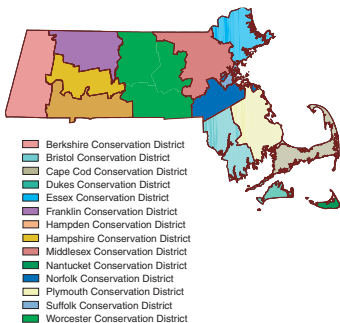 Berkshire Conservation District
Bristol Conservation District
Cape Cod Conservation District
Dukes Conservation District
Essex Conservation District
Franklin Conservation District
Hampden Conservation District
Hampshire Conservation District
Middlesex Conservation District
Nantucket Conservation District
Norfolk Conservation District
Plymouth Conservation District
Suffolk Conservation District
Worcester Conservation District